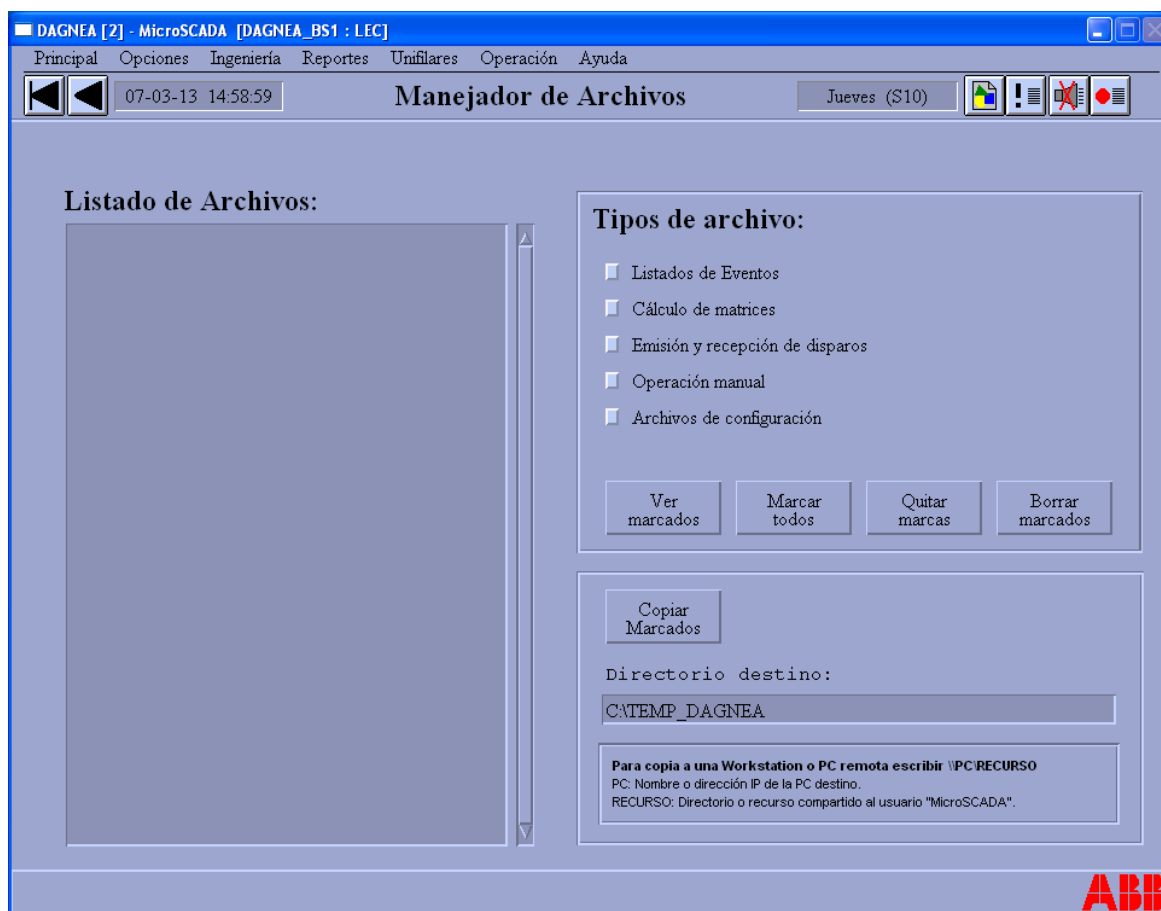 DAGNEA [2] - MicroSCADA [DAGNEA_BS1 : LEC]
Principal Opciones Ingeniería Reportes Unifilares Operación Ayuda
07-03-13 14:58:59 Manejador de Archivos Jueves (S10)
Listado de Archivos:
Tipos de archivo:
Listados de Eventos
Cálculo de matrices
Emisión y recepción de disparos
Operación manual
Archivos de configuración
Ver marcados
Marcar todos
Quitar marcas
Borrar marcados
Copiar Marcados
Directorio destino:
C:\TEMP_DAGNEA
Para copia a una Workstation o PC remota escribir \\PC\RECURSO
PC: Nombre o dirección IP de la PC destino.
RECURSO: Directorio o recurso compartido al usuario "MicroSCADA".
ABB